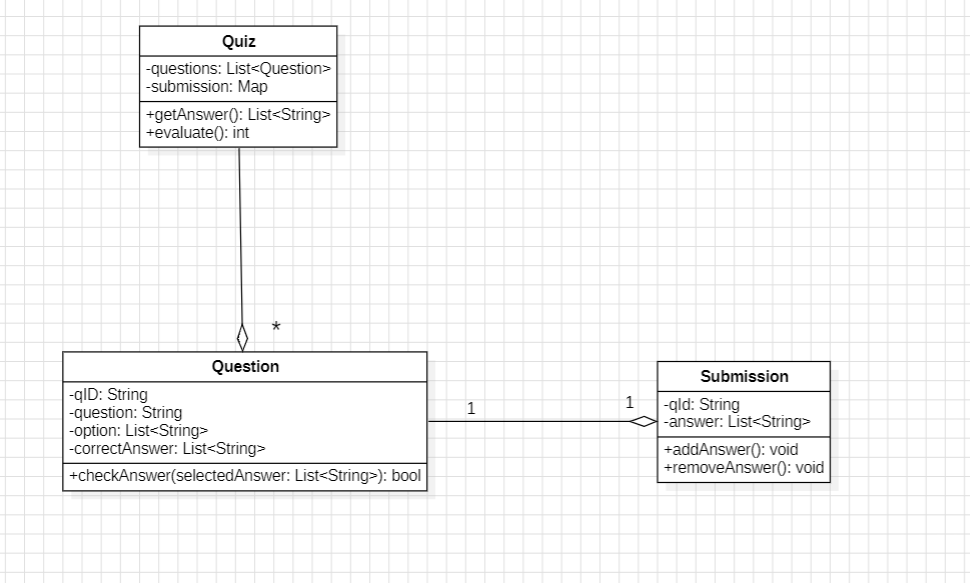 Quiz
-questions: List<Question>
-submission: Map
+getAnswer(): List<String>
+evaluate(): int
*
Question
-qID: String
-question: String
-option: List<String>
-correctAnswer: List<String>
+checkAnswer(selectedAnswer: List<String>): bool
1
1
Submission
-qId: String
-answer: List<String>
+addAnswer(): void
+removeAnswer(): void